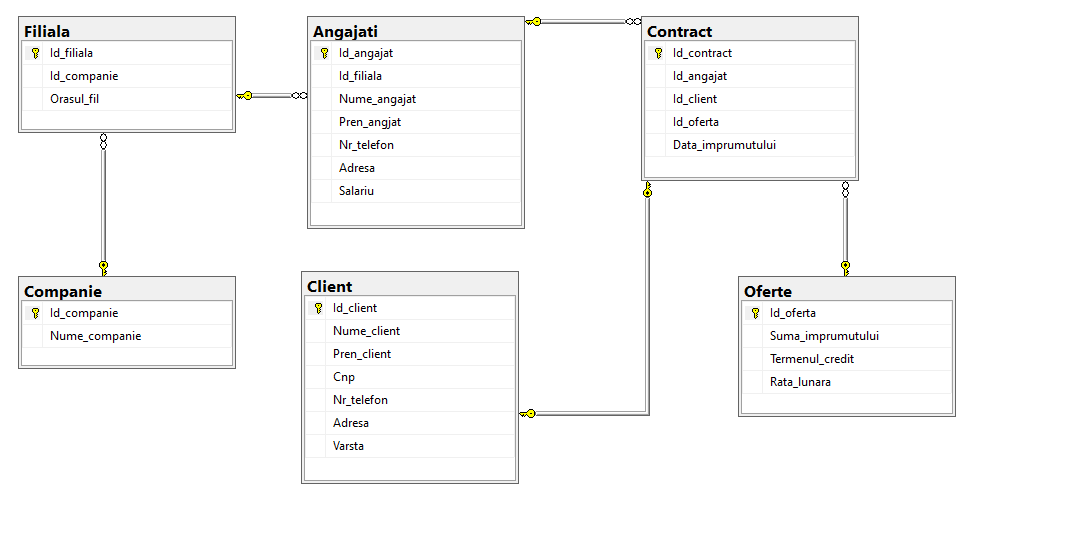 Filiala
Id_filiala
Id_companie
Orasul_fil
Angajati
Id_angajat
Id_filiala
Nume_angajat
Pren_angjat
Nr_telefon
Adresa
Salariu
Contract
Id_contract
Id_angajat
Id_client
Id_oferta
Data_imprumutului
Companie
Id_companie
Nume_companie
Client
Id_client
Nume_client
Pren_client
Cnp
Nr_telefon
Adresa
Varsta
Oferte
Id_oferta
Suma_imprumutului
Termenul_credit
Rata_lunara